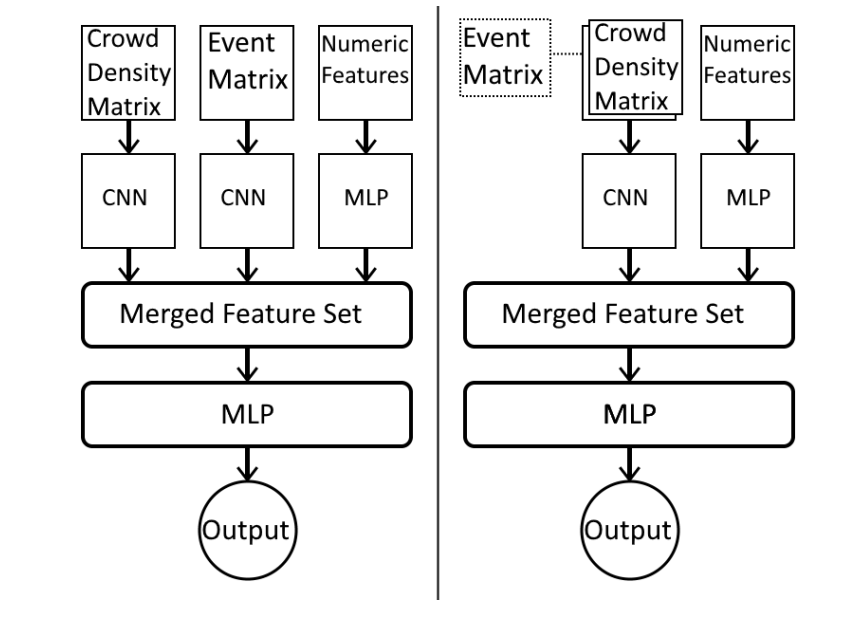 Crowd
Density
Matrix
Event
Matrix
Numeric
Features
CNN
CNN
MLP
Merged Feature Set
MLP
Output
Event
Matrix
Crowd
Density
Matrix
Numeric
Features
CNN
MLP
Merged Feature Set
MLP
Output